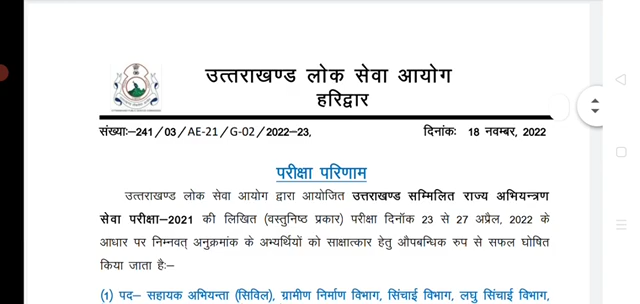 उत्तराखण्ड लोक सेवा आयोग
हरिद्वार
संख्याः–241/03/AE-21/G-02/2022–23,
दिनांकः 18 नवम्बर, 2022
परीक्षा परिणाम
उत्तराखण्ड लोक सेवा आयोग द्वारा आयोजित उत्तराखण्ड सम्मिलित राज्य अभियन्त्रण
सेवा परीक्षा–2021 की लिखित (वस्तुनिष्ठ प्रकार) परीक्षा दिनॉक 23 से 27 अप्रैल, 2022 के
आधार पर निम्नवत् अनुक्रमांक के अभ्यर्थियों को साक्षात्कार हेतु औपबन्धिक रुप से सफल घोषित
किया जाता हैः–
(1) पद– सहायक अभियन्ता (सिविल), ग्रामीण निर्माण विभाग, सिंचाई विभाग, लघु सिंचाई विभाग,